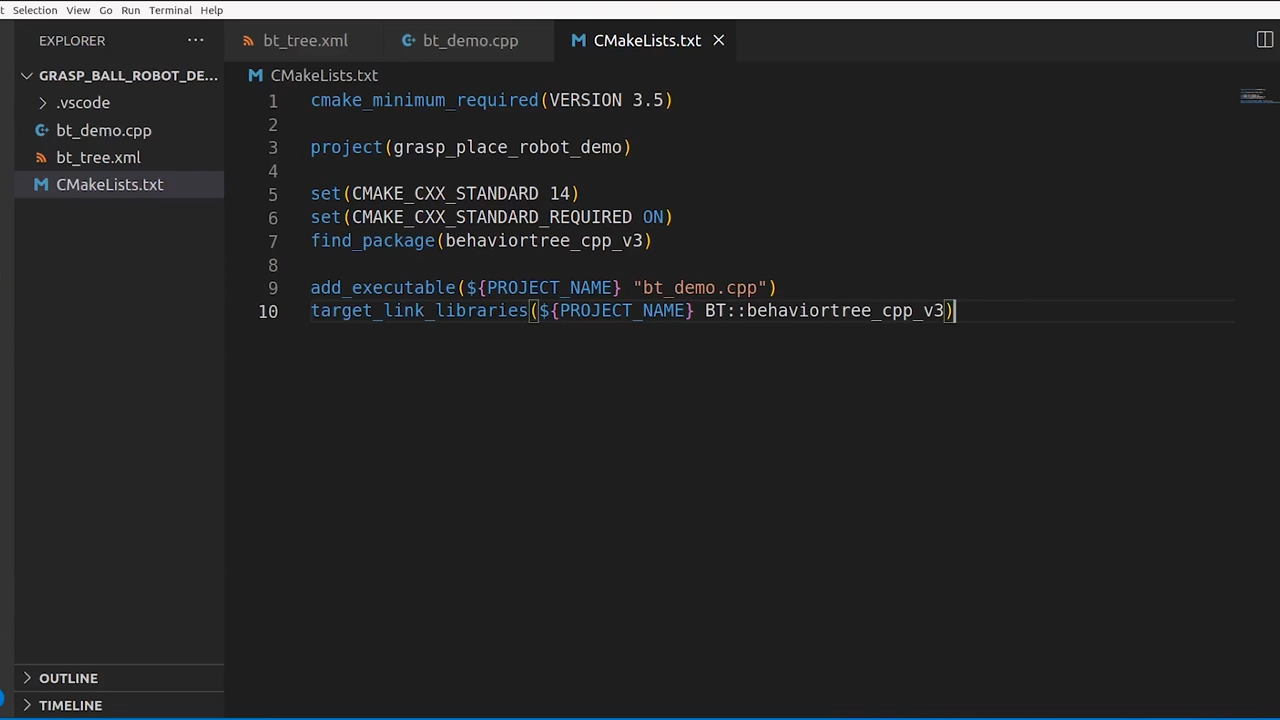 t Selection View Go Run Terminal Help
EXPLORER ...
GRASP_BALL_ROBOT_DE...
.vscode
bt_demo.cpp
bt_tree.xml
CMakeLists.txt
OUTLINE
TIMELINE
bt_tree.xml bt_demo.cpp CMakeLists.txt
CMakeLists.txt
1 cmake_minimum_required(VERSION 3.5)
2
3 project(grasp_place_robot_demo)
4
5 set(CMAKE_CXX_STANDARD 14)
6 set(CMAKE_CXX_STANDARD_REQUIRED ON)
7 find_package(behaviortree_cpp_v3)
8
9 add_executable(${PROJECT_NAME} "bt_demo.cpp")
10 target_link_libraries(${PROJECT_NAME} BT::behaviortree_cpp_v3)